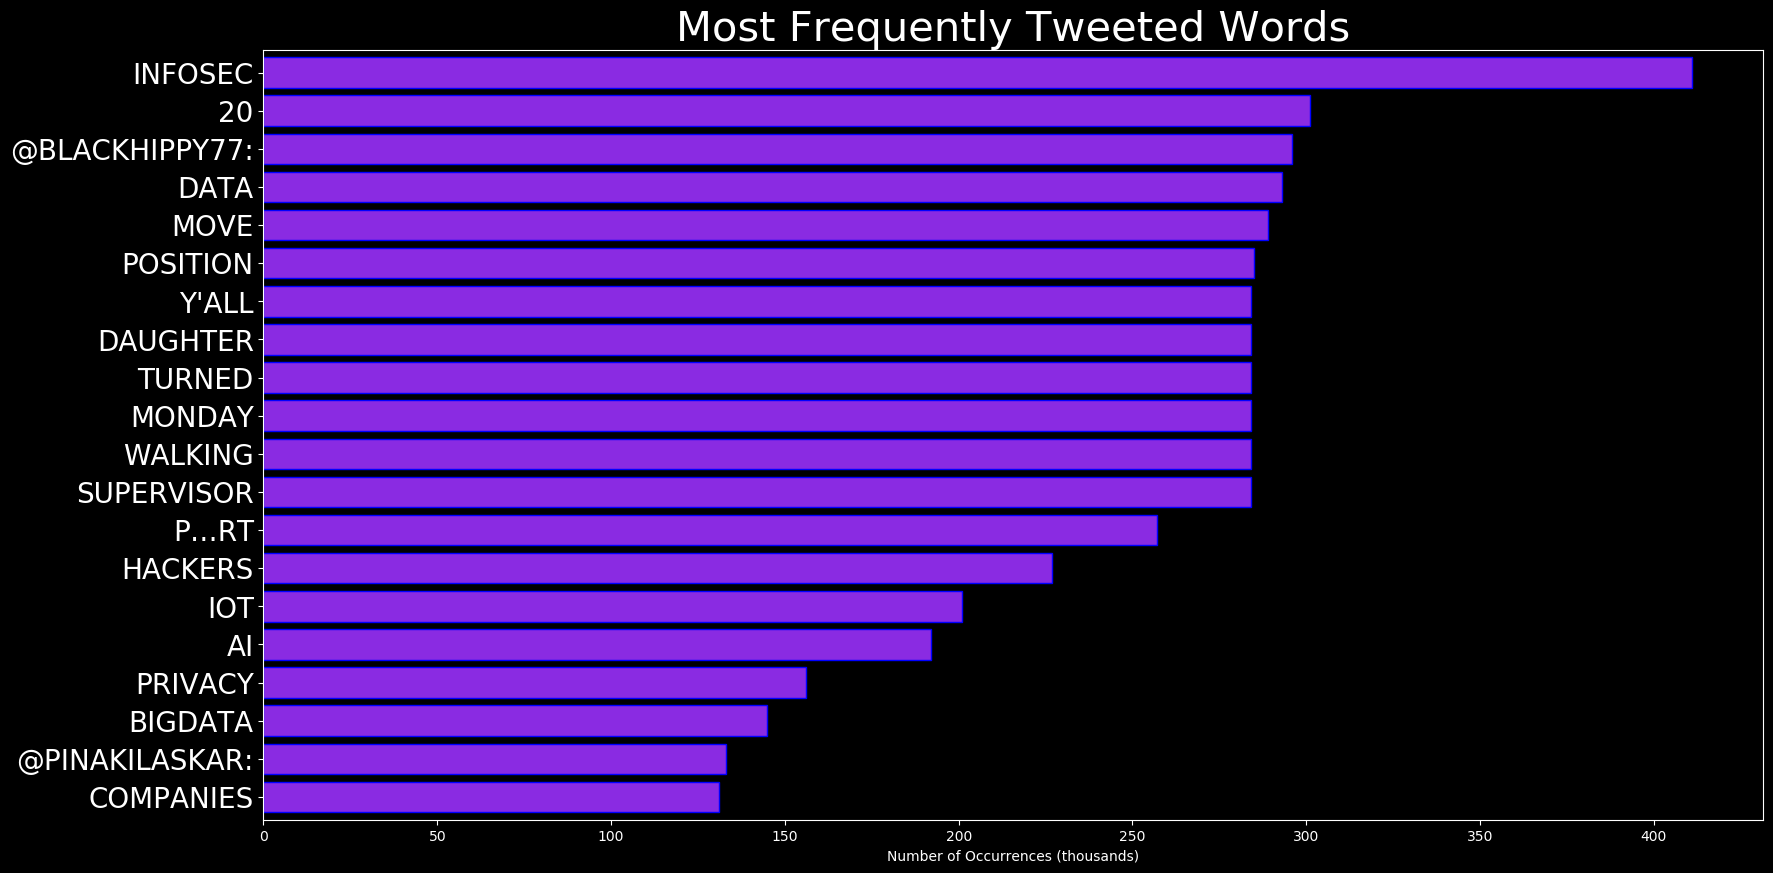 Most Frequently Tweeted Words
INFOSEC
20
@BLACKHIPPY77:
DATA
MOVE
POSITION
Y'ALL
DAUGHTER
TURNED
MONDAY
WALKING
SUPERVISOR
P…RT
HACKERS
IOT
AI
PRIVACY
BIGDATA
@PINAKILASKAR:
COMPANIES
0 50 100 150 200 250 300 350 400
Number of Occurrences (thousands)